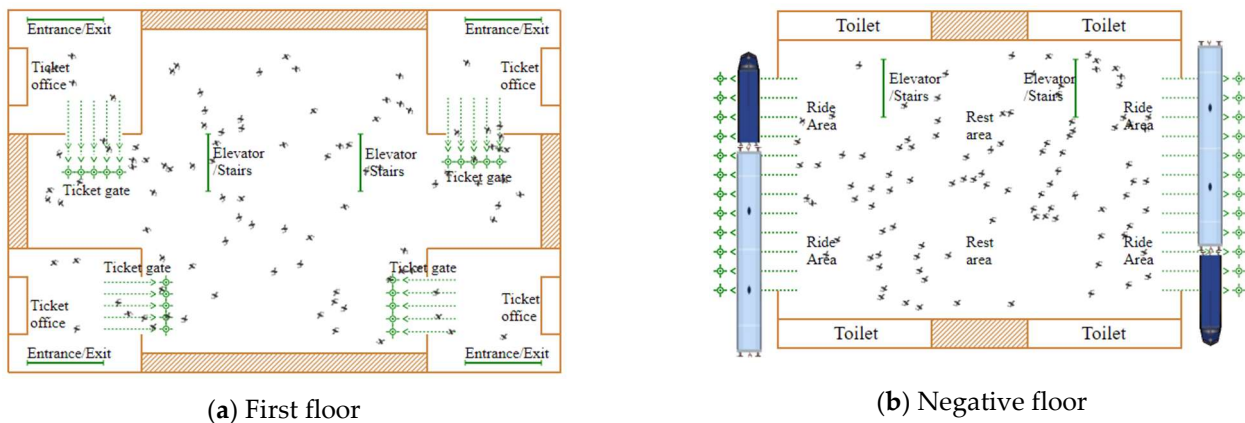 Entrance/Exit
Entrance/Exit
Ticket
office
Ticket
office
Elevator
/Stairs
Elevator
/Stairs
Ticket gate
Ticket gate
Ticket gate
Ticket gate
Ticket
office
Ticket
office
Entrance/Exit
Entrance/Exit
(a) First floor
Toilet
Toilet
Elevator
/Stairs
Elevator
/Stairs
Ride
Area
Rest
area
Ride
Area
Ride
Area
Rest
area
Ride
Area
Toilet
Toilet
(b) Negative floor